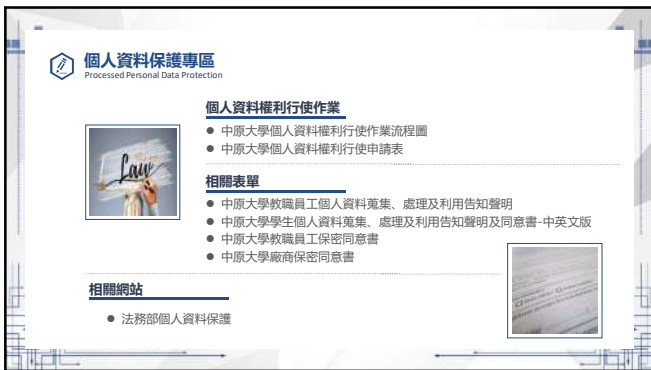 個人資料保護專區
Processed Personal Data Protection
個人資料權利行使作業
● 中原大學個人資料權利行使作業流程圖
● 中原大學個人資料權利行使申請表
Law
相關表單
● 中原大學教職員工個人資料蒐集、處理及利用告知聲明
● 中原大學學生個人資料蒐集、處理及利用告知聲明及同意書-中英文版
● 中原大學教職員工保密同意書
● 中原大學廠商保密同意書
相關網站
● 法務部個人資料保護